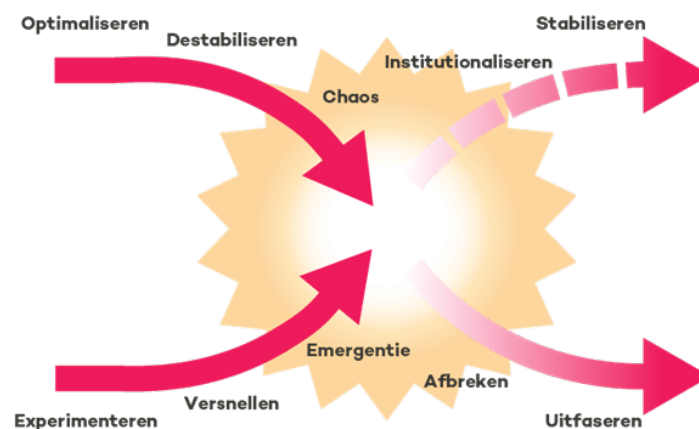 Optimaliseren
Destabiliseren
Chaos
Institutionaliseren
Stabiliseren
Experimenteren
Versnellen
Emergentie
Afbreken
Uitfaseren